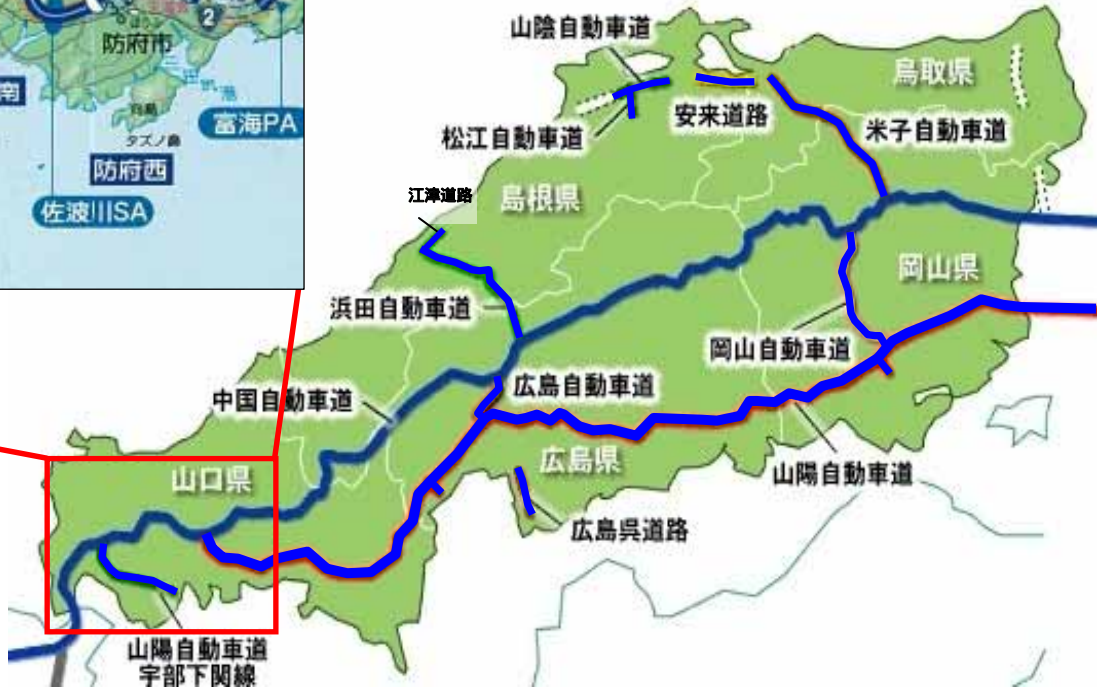 2
防府市
南
富海PA
タズノ島
防府西
佐波川SA
山陰自動車道
鳥取県
安来道路
松江自動車道
米子自動車道
江津道路
島根県
岡山県
浜田自動車道
岡山自動車道
中国自動車道
広島自動車道
広島県
山口県
山陽自動車道
広島呉道路
山陽自動車道
宇部下関線